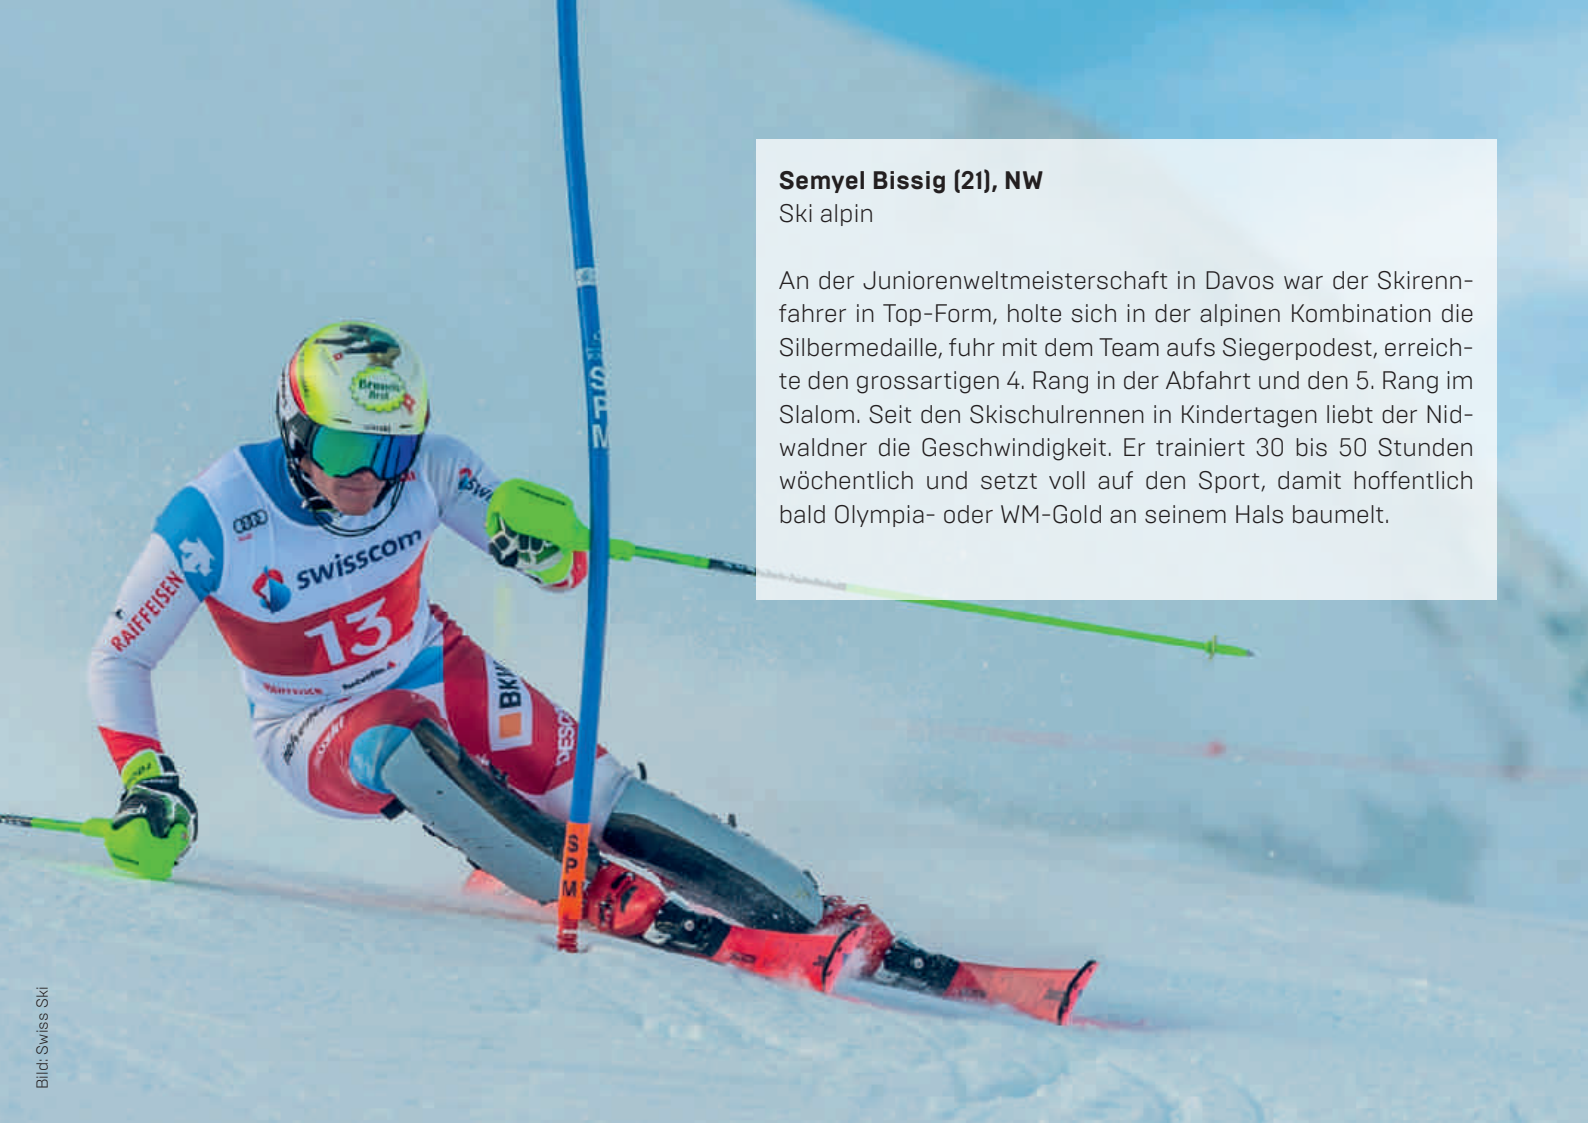 Semyel Bissig (21), NW
Ski alpin
An der Juniorenweltmeisterschaft in Davos war der Skirenn-
fahrer in Top-Form, holte sich in der alpinen Kombination die
Silbermedaille, fuhr mit dem Team aufs Siegerpodest, erreich-
te den grossartigen 4. Rang in der Abfahrt und den 5. Rang im
Slalom. Seit den Skischulrennen in Kindertagen liebt der Nid-
waldner die Geschwindigkeit. Er trainiert 30 bis 50 Stunden
wöchentlich und setzt voll auf den Sport, damit hoffentlich
bald Olympia- oder WM-Gold an seinem Hals baumelt.
SPM
swisscom
RAIFFEISEN
13
helvetia
BKW
DESC
SPM
Bild: Swiss Ski